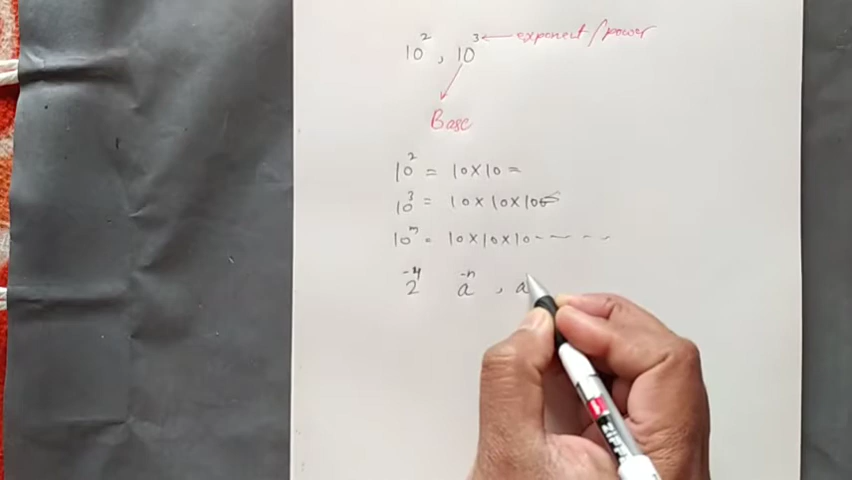 10², 10³ ← exponent/power
Base
10² = 10×10 =
10³ = 10×10×10
10ⁿ = 10×10×10 - - - -
2⁻⁴ a⁻ⁿ , a